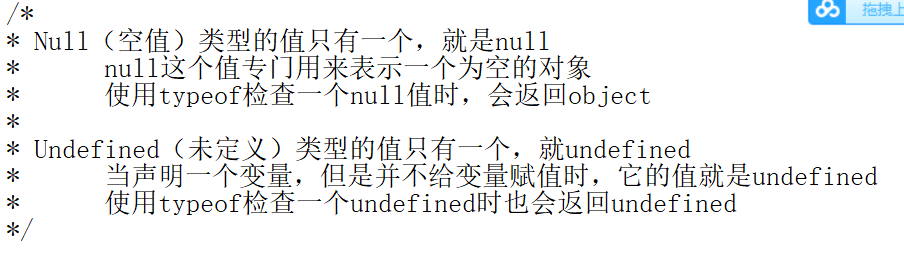 /*
拖拽上
* Null（空值）类型的值只有一个，就是null
*     null这个值专门用来表示一个为空的对象
*     使用typeof检查一个null值时，会返回object
*
* Undefined（未定义）类型的值只有一个，就undefined
*     当声明一个变量，但是并不给变量赋值时，它的值就是undefined
*     使用typeof检查一个undefined时也会返回undefined
*/